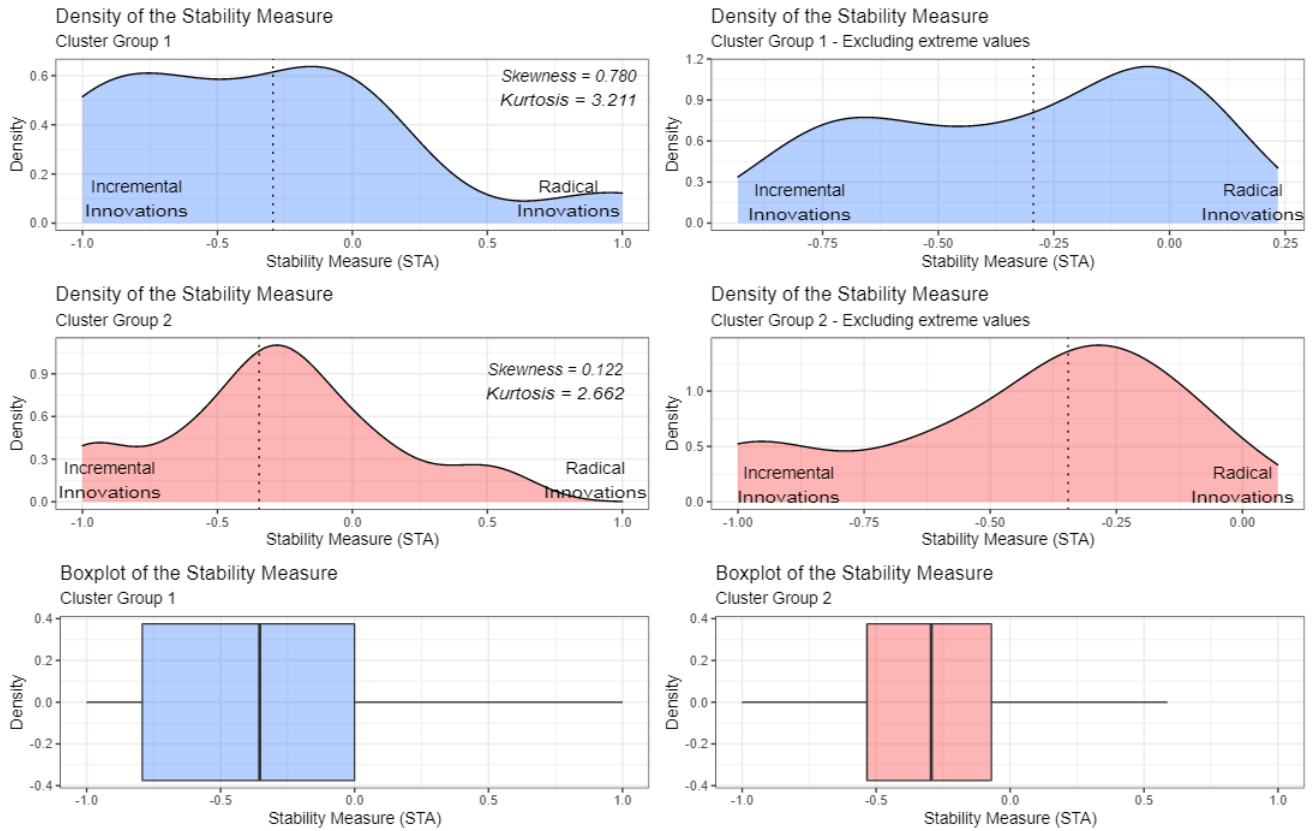 Density of the Stability Measure
Cluster Group 1
Skewness = 0.780
Kurtosis = 3.211
0.6
0.4
0.2
0.0
Density
Incremental
Innovations
Radical
Innovations
-1.0 -0.5 0.0 0.5 1.0
Stability Measure (STA)
Density of the Stability Measure
Cluster Group 1 - Excluding extreme values
1.2
0.9
0.6
0.3
0.0
Density
Incremental
Innovations
Radical
Innovations
-0.75 -0.50 -0.25 0.00 0.25
Stability Measure (STA)
Density of the Stability Measure
Cluster Group 2
Skewness = 0.122
Kurtosis = 2.662
0.9
0.6
0.3
0.0
Density
Incremental
Innovations
Radical
Innovations
-1.0 -0.5 0.0 0.5 1.0
Stability Measure (STA)
Density of the Stability Measure
Cluster Group 2 - Excluding extreme values
1.0
0.5
0.0
Density
Incremental
Innovations
Radical
Innovations
-1.00 -0.75 -0.50 -0.25 0.00
Stability Measure (STA)
Boxplot of the Stability Measure
Cluster Group 1
0.4
0.2
0.0
-0.2
-0.4
Density
-1.0 -0.5 0.0 0.5 1.0
Stability Measure (STA)
Boxplot of the Stability Measure
Cluster Group 2
0.4
0.2
0.0
-0.2
-0.4
Density
-1.0 -0.5 0.0 0.5 1.0
Stability Measure (STA)